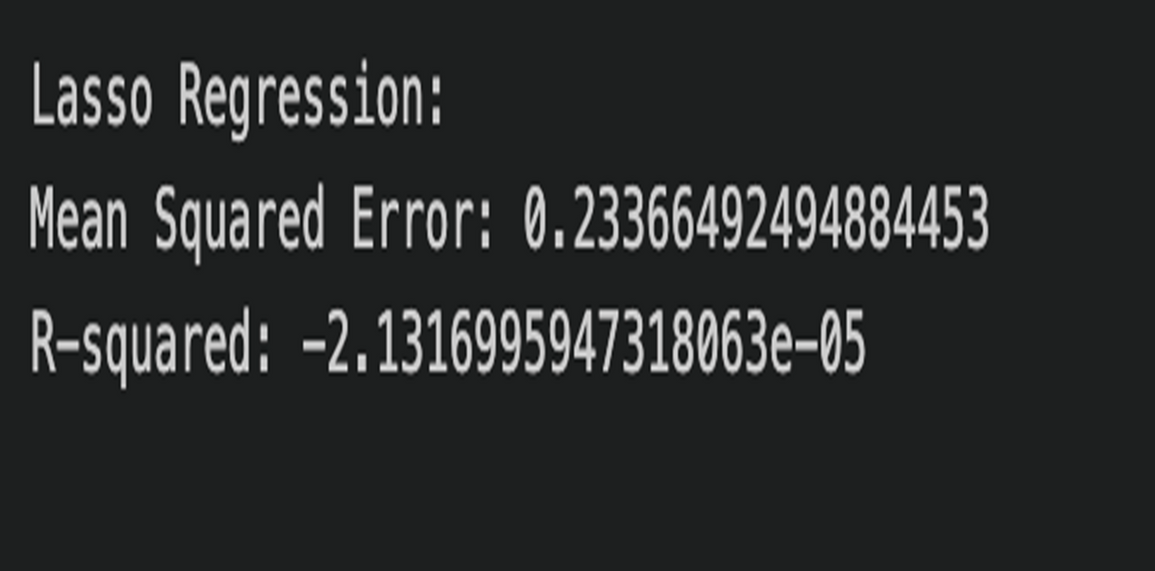 Lasso Regression:
Mean Squared Error: 0.23366492494884453
R-squared: -2.1316995947318063e-05